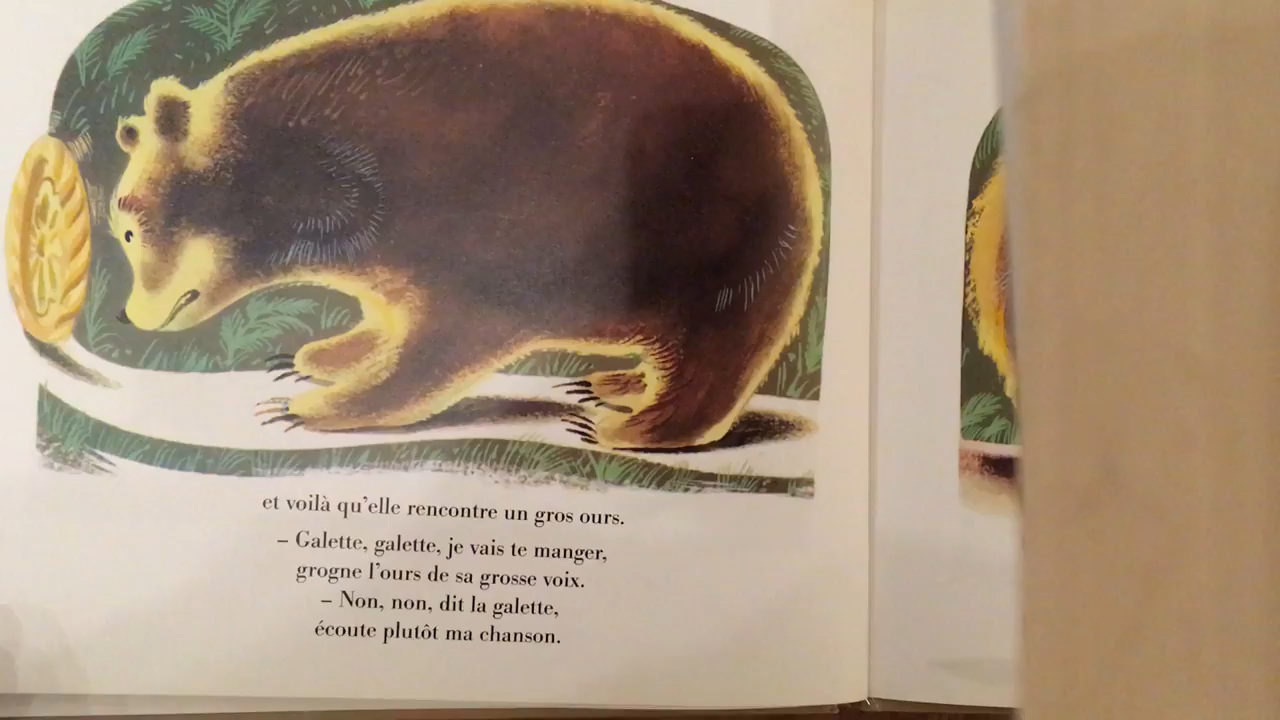 et voilà qu'elle rencontre un gros ours.
– Galette, galette, je vais te manger,
grogne l'ours de sa grosse voix.
– Non, non, dit la galette,
écoute plutôt ma chanson.